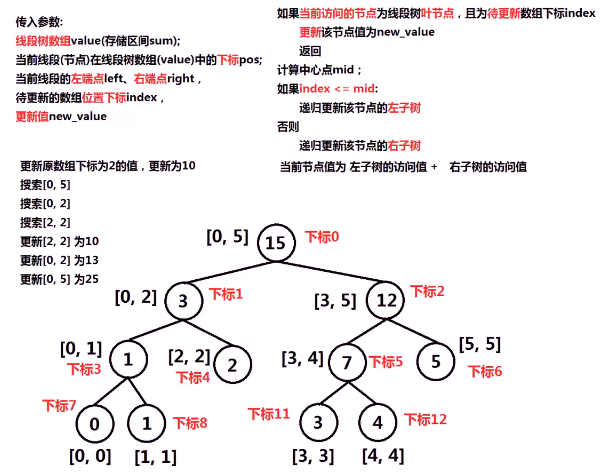 传入参数:
线段树数组value(存储区间sum);
当前线段(节点)在线段树数组(value)中的下标pos;
当前线段的左端点left、右端点right，
待更新的数组位置下标index，
更新值new_value
如果当前访问的节点为线段树叶节点，且为待更新数组下标index
更新该节点值为new_value
返回
计算中心点mid；
如果index <= mid:
递归更新该节点的左子树
否则
递归更新该节点的右子树
当前节点值为 左子树的访问值 + 右子树的访问值
更新原数组下标为2的值，更新为10
搜索[0, 5]
搜索[0, 2]
搜索[2, 2]
更新[2, 2] 为10
更新[0, 2] 为13
更新[0, 5] 为25
[0, 5] 15 下标0
[0, 2] 3 下标1
[3, 5] 12 下标2
[0, 1] 下标3 1
[2, 2] 下标4 2
[3, 4] 7 下标5
5 [5, 5] 下标6
下标7 0 [0, 0]
1 下标8 [1, 1]
下标11 3 [3, 3]
4 下标12 [4, 4]